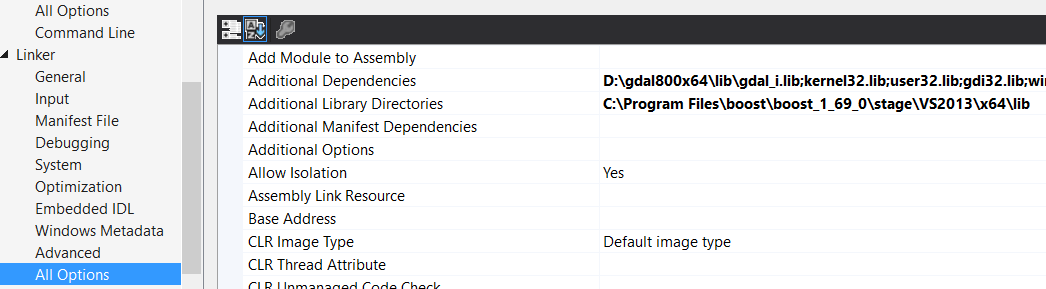 All Options
Command Line
Linker
General
Input
Manifest File
Debugging
System
Optimization
Embedded IDL
Windows Metadata
Advanced
All Options
Add Module to Assembly
Additional Dependencies D:\gdal800x64\lib\gdal_i.lib;kernel32.lib;user32.lib;gdi32.lib;wi
Additional Library Directories C:\Program Files\boost\boost_1_69_0\stage\VS2013\x64\lib
Additional Manifest Dependencies
Additional Options
Allow Isolation Yes
Assembly Link Resource
Base Address
CLR Image Type Default image type
CLR Thread Attribute
CLR Unmanaged Code Check